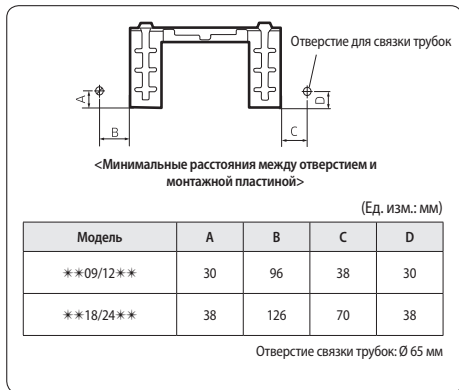 Отверстие для связки трубок
A
B
C
D
<Минимальные расстояния между отверстием и
монтажной пластиной>
(Ед. изм.: мм)
Модель A B C D
✴✴09/12✴✴ 30 96 38 30
✴✴18/24✴✴ 38 126 70 38
Отверстие связки трубок: Ø 65 мм